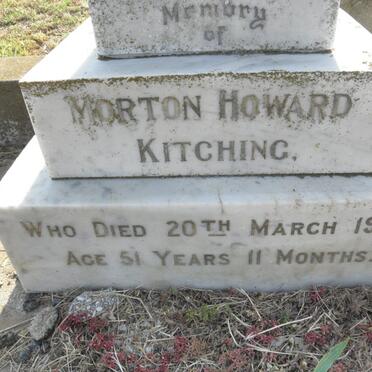 Memory
of
MORTON HOWARD
KITCHING,
WHO DIED 20TH MARCH 19
AGE 51 YEARS 11 MONTHS.